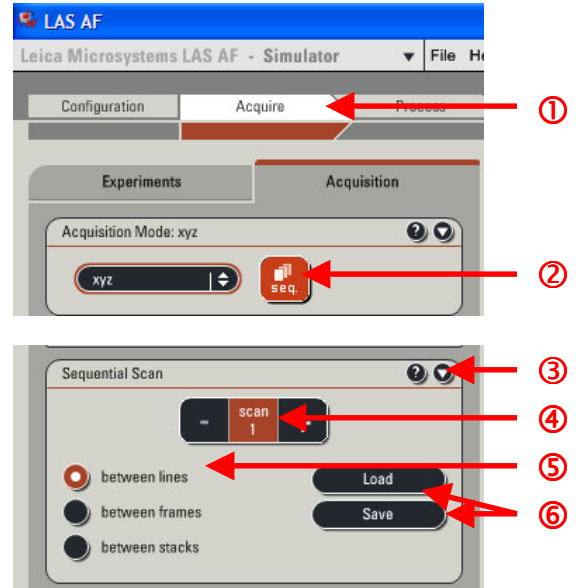 LAS AF
Leica Microsystems LAS AF - Simulator ▼ File
Configuration Acquire ①
Experiments Acquisition
Acquisition Mode: xyz ?
xyz seq. ②
Sequential Scan ? ③
- scan 1 ④
between lines Load ⑤
between frames Save ⑥
between stacks